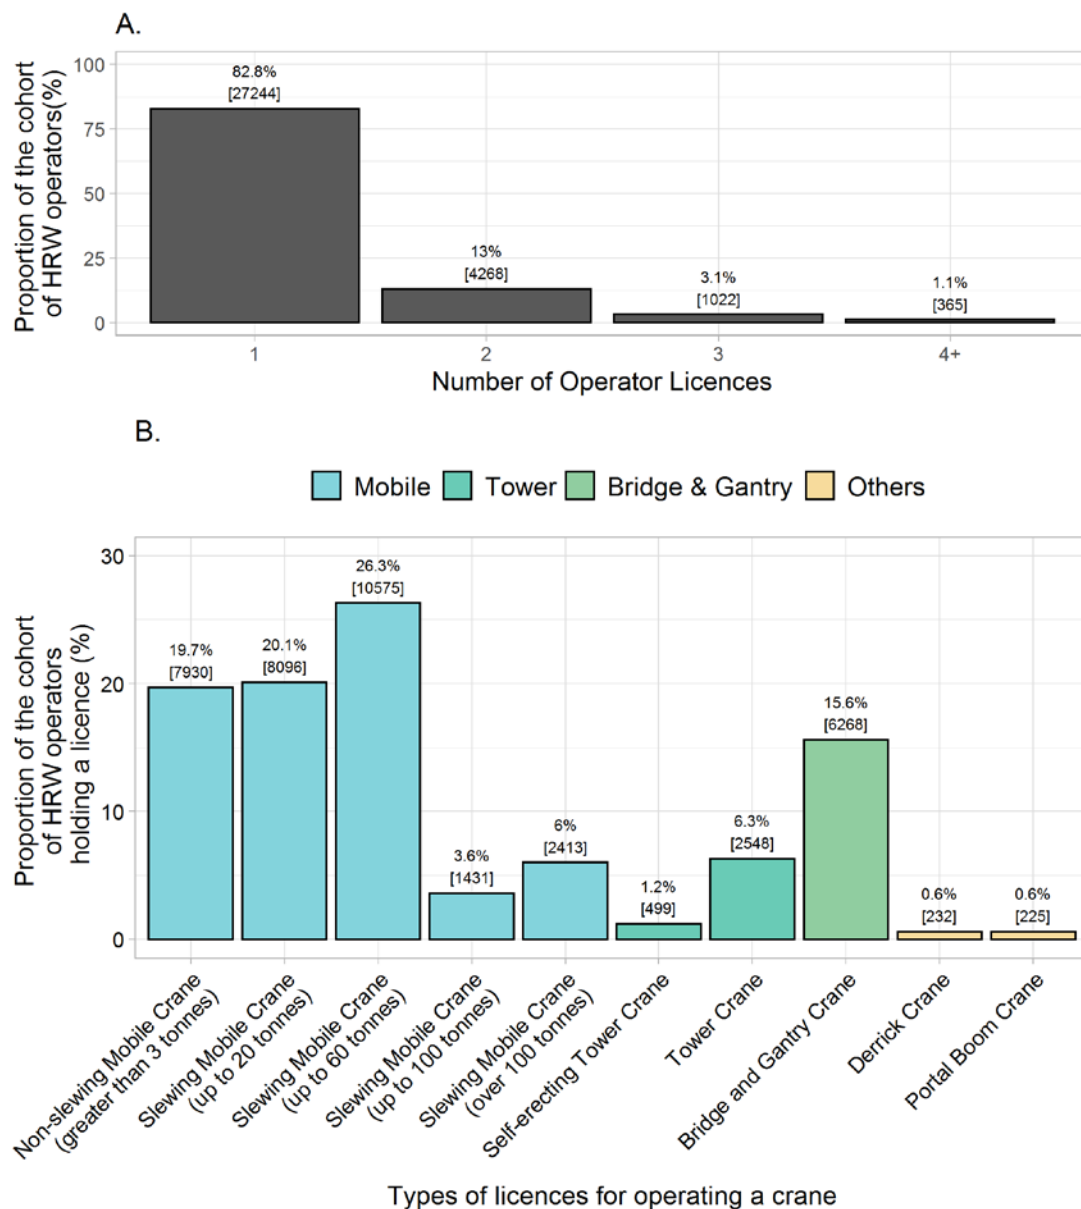 A.
Proportion of the cohort
of HRW operators(%)
100
75
50
25
0
82.8%
[27244]
13%
[4268]
3.1%
[1022]
1.1%
[365]
1
2
3
4+
Number of Operator Licences
B.
Mobile
Tower
Bridge & Gantry
Others
Proportion of the cohort
of HRW operators
holding a licence (%)
30
20
10
0
19.7%
[7930]
20.1%
[8096]
26.3%
[10575]
3.6%
[1431]
6%
[2413]
1.2%
[499]
6.3%
[2548]
15.6%
[6268]
0.6%
[232]
0.6%
[225]
Non-slewing Mobile Crane
(greater than 3 tonnes)
Slewing Mobile Crane
(up to 20 tonnes)
Slewing Mobile Crane
(up to 60 tonnes)
Slewing Mobile Crane
(up to 100 tonnes)
Slewing Mobile Crane
(over 100 tonnes)
Self-erecting Tower Crane
Tower Crane
Bridge and Gantry Crane
Derrick Crane
Portal Boom Crane
Types of licences for operating a crane